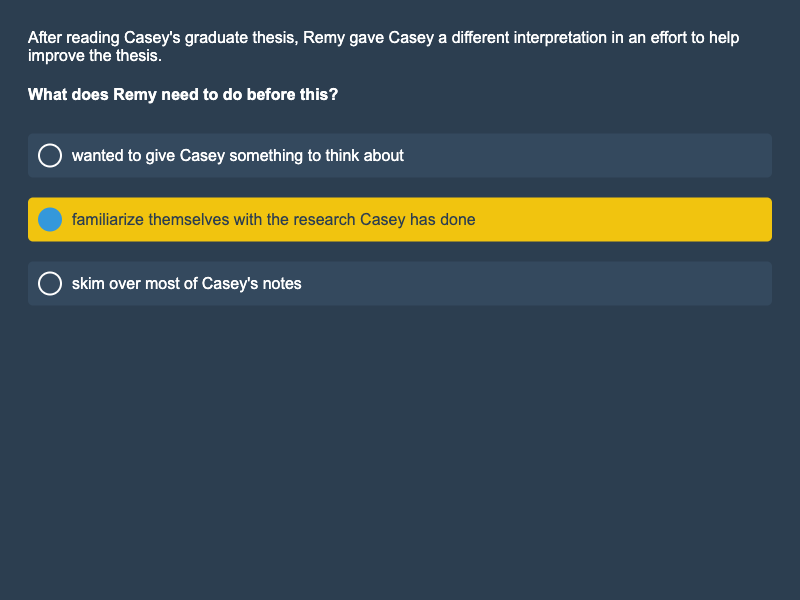 After reading Casey's graduate thesis, Remy gave Casey a different interpretation in an effort to help
improve the thesis.
What does Remy need to do before this?
wanted to give Casey something to think about
familiarize themselves with the research Casey has done
skim over most of Casey's notes